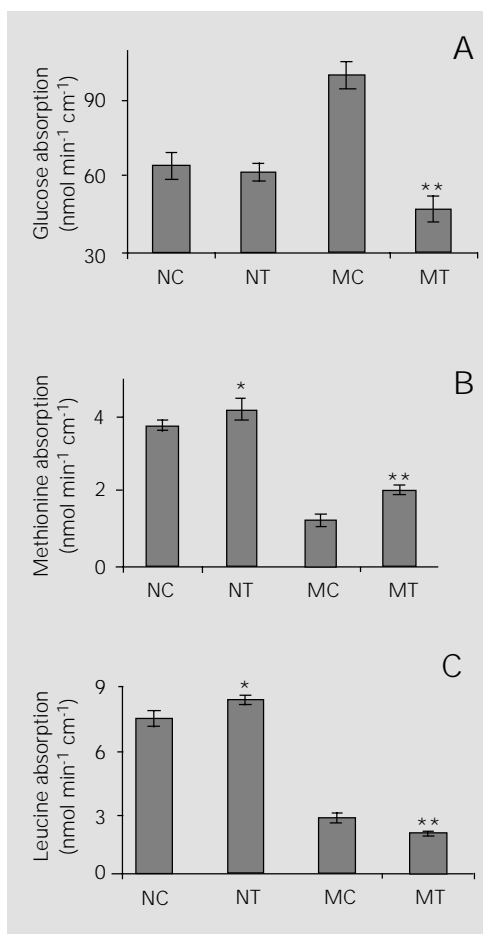 A
Glucose absorption
(nmol min-1 cm-1)
90
60
30
**
NC NT MC MT
B
Methionine absorption
(nmol min-1 cm-1)
4
2
0
*
**
NC NT MC MT
C
Leucine absorption
(nmol min-1 cm-1)
9
6
3
0
*
**
NC NT MC MT